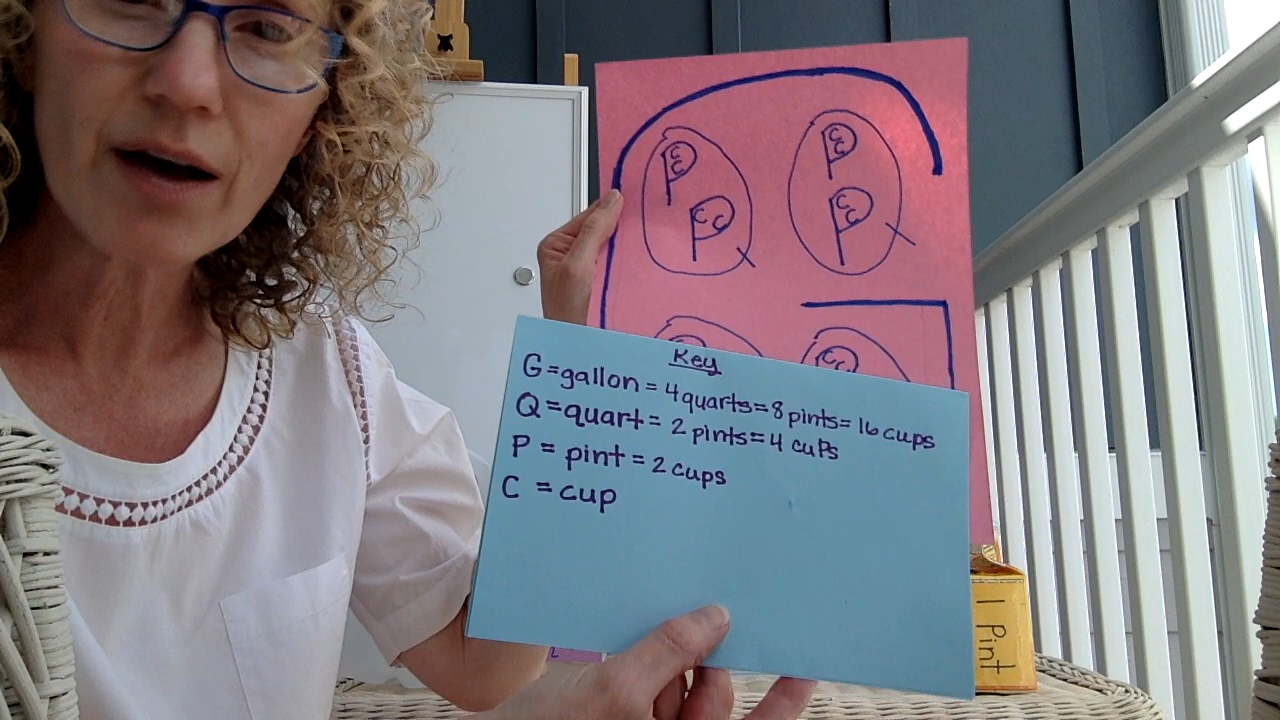 C C
P
C C
P
Q
C C
P
C C
P
Q
C C
Key
G=gallon = 4 quarts=8 pints= 16 cups
Q=quart= 2 pints=4 cups
P = pint = 2 cups
C = cup
1 Pint